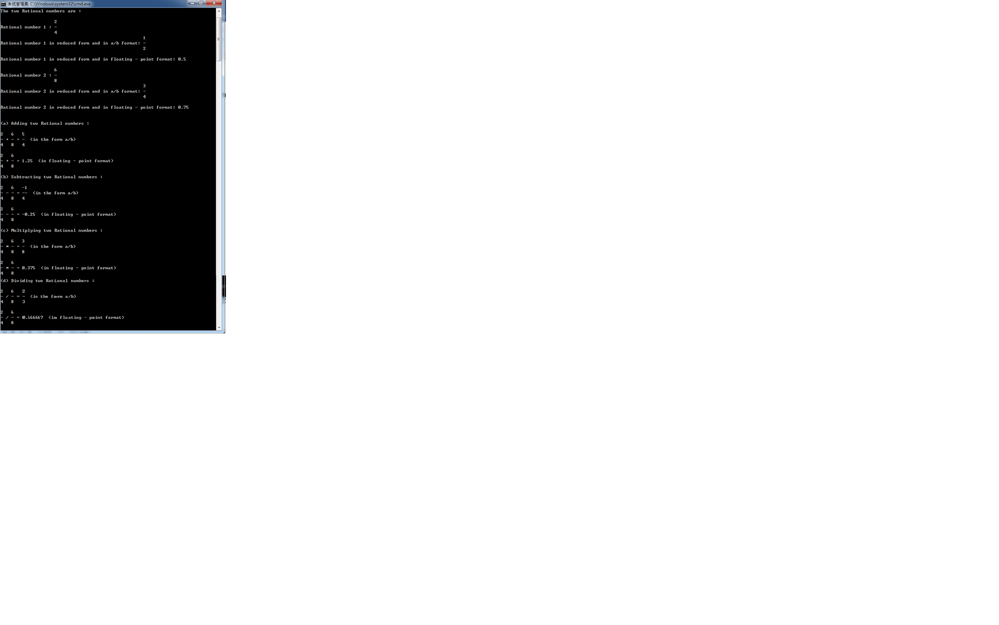 系統管理員: C:\Windows\system32\cmd.exe
The two Rational numbers are :
                    2
Rational number 1 : -
                    4
                                                     1
Rational number 1 in reduced form and in a/b format: -
                                                     2
Rational number 1 in reduced form and in floating - point format: 0.5
                    6
Rational number 2 : -
                    8
                                                     3
Rational number 2 in reduced form and in a/b format: -
                                                     4
Rational number 2 in reduced form and in floating - point format: 0.75
(a) Adding two Rational numbers :
2   6   5
- + - = -  (in the form a/b)
4   8   4
2   6
- + - = 1.25  (in floating - point format)
4   8
(b) Subtracting two Rational numbers :
2   6   -1
- - - = --  (in the form a/b)
4   8   4
2   6
- - - = -0.25  (in floating - point format)
4   8
(c) Multiplying two Rational numbers :
2   6   3
- * - = -  (in the form a/b)
4   8   8
2   6
- * - = 0.375  (in floating - point format)
4   8
(d) Dividing two Rational numbers :
2   6   2
- / - = -  (in the form a/b)
4   8   3
2   6
- / - = 0.666667  (in floating - point format)
4   8